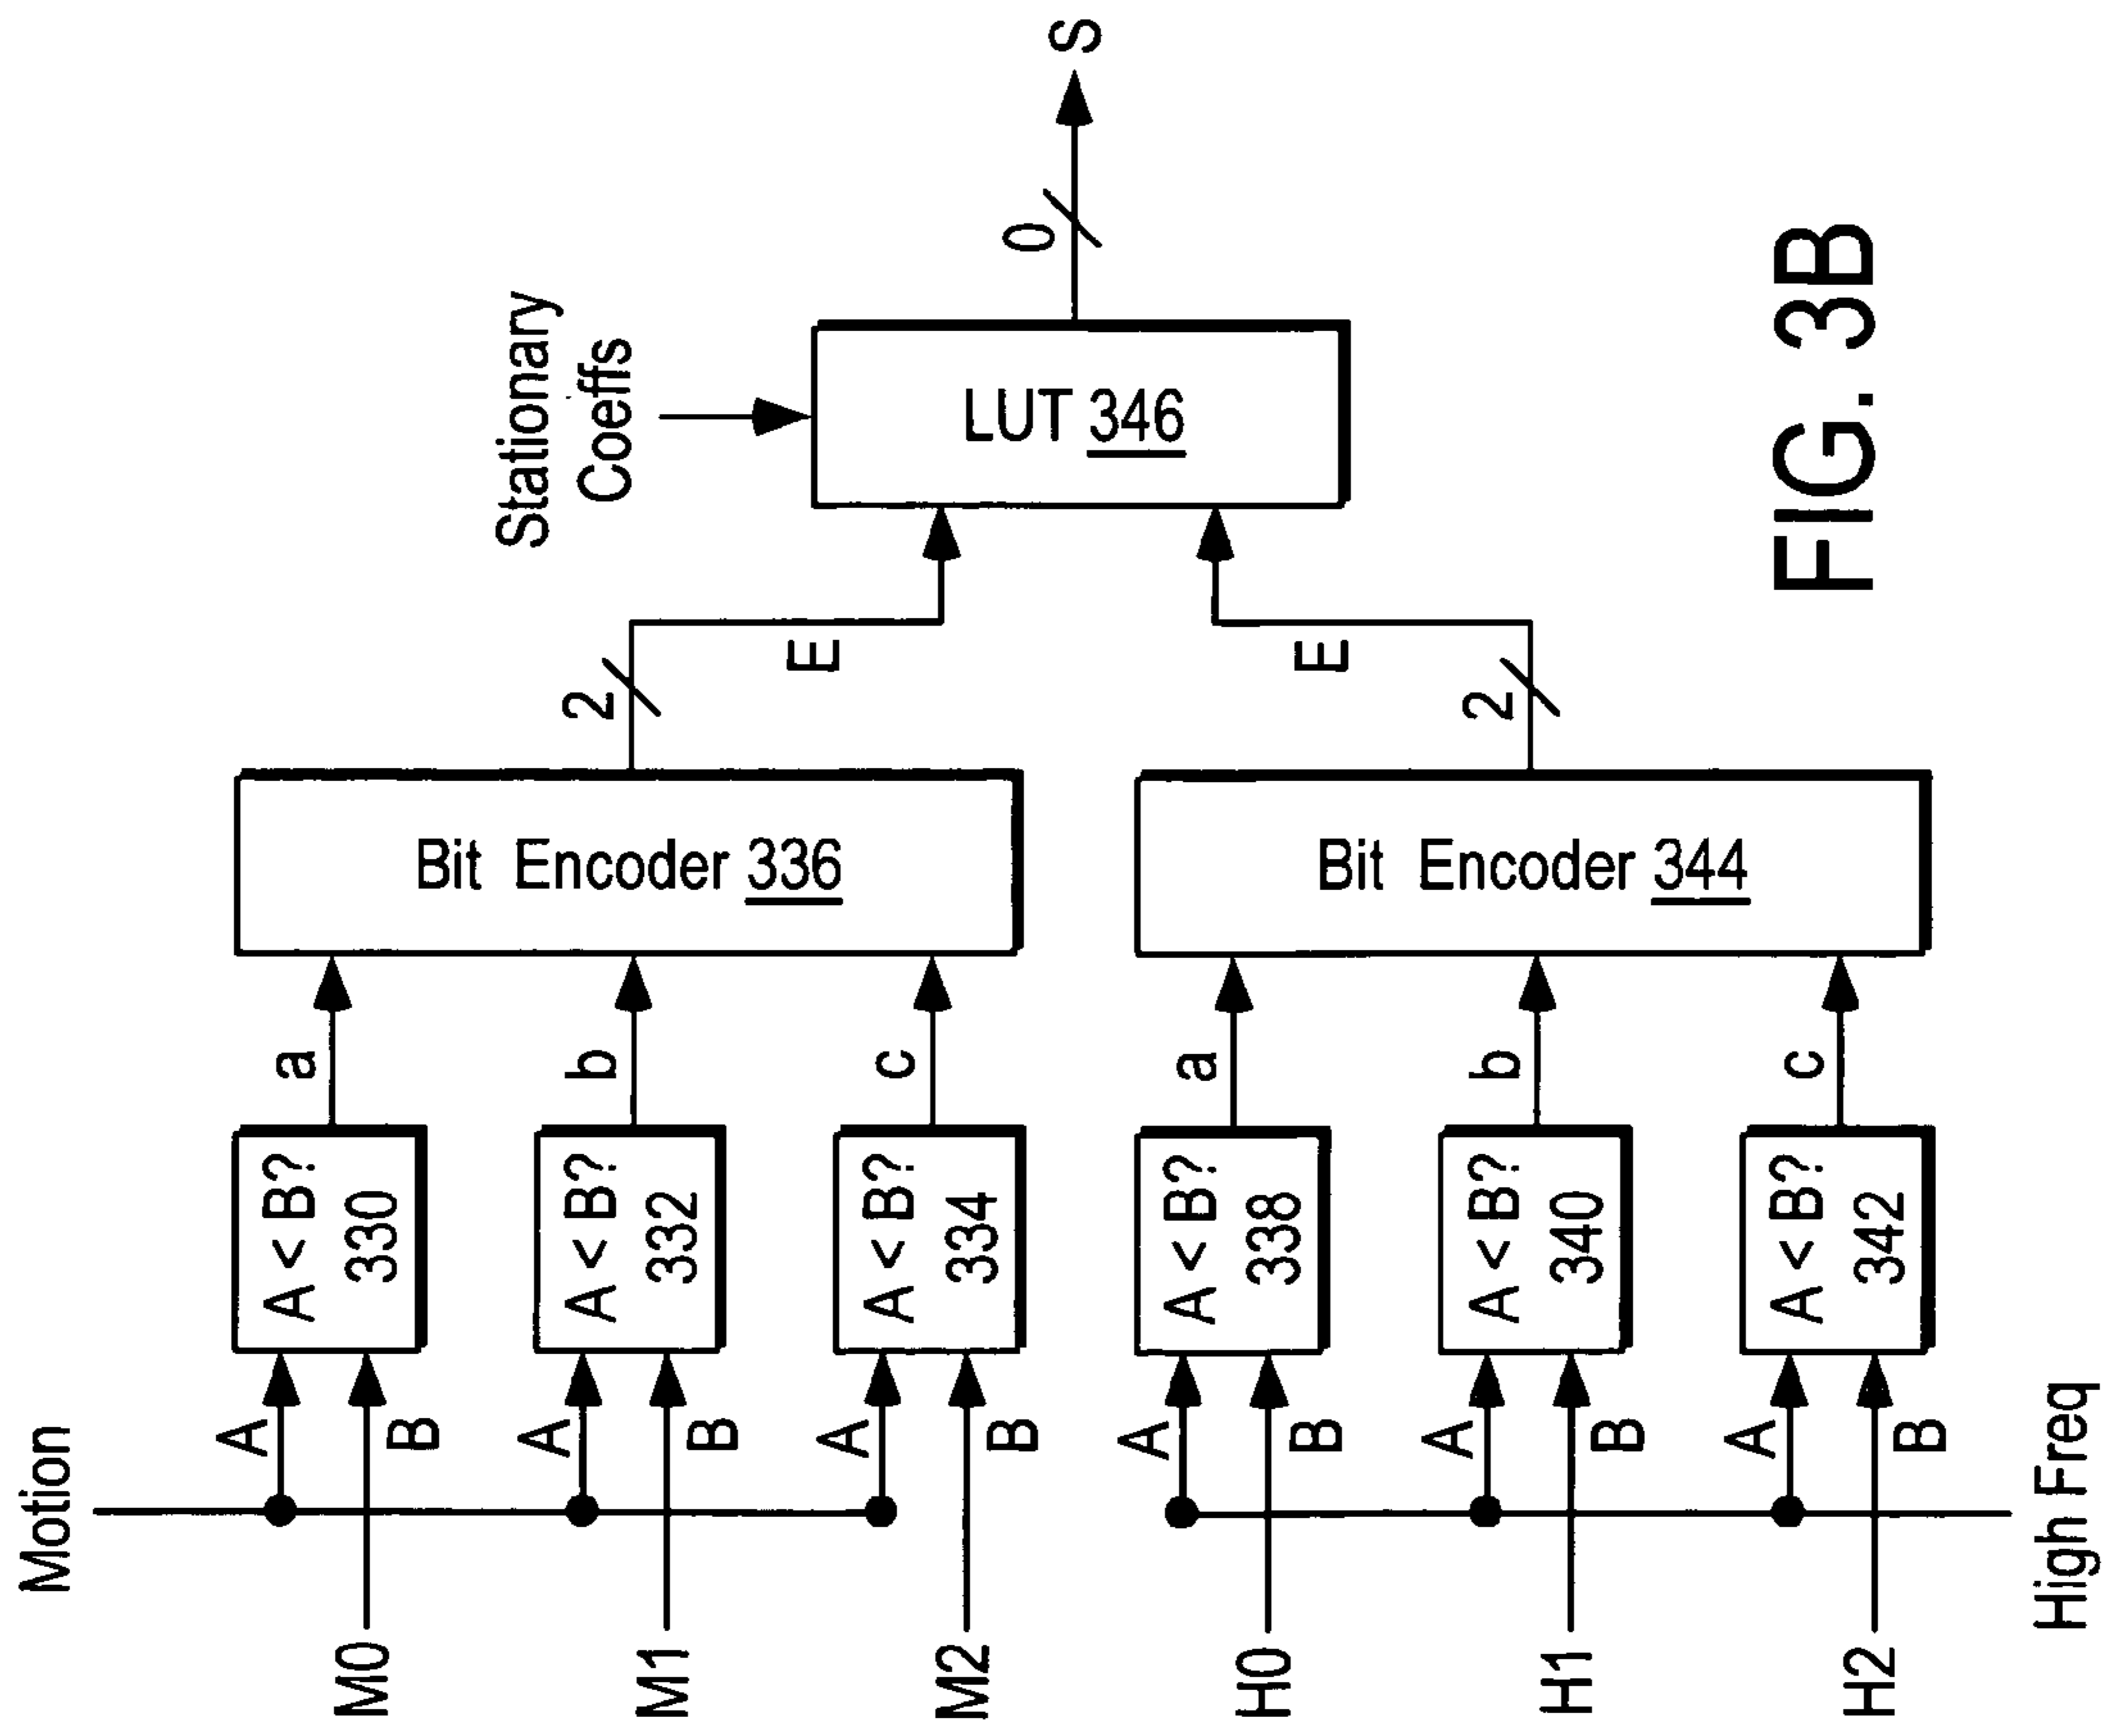 Motion
High Freq
M0
M1
M2
H0
H1
H2
A
B
A
B
A
B
A
B
A
B
A
B
A < B?
330
A < B?
332
A < B?
334
A < B?
338
A < B?
340
A < B?
342
a
b
c
a
b
c
Bit Encoder 336
Bit Encoder 344
2
E
2
E
Stationary
Coeffs
LUT 346
0
S
FIG. 3B